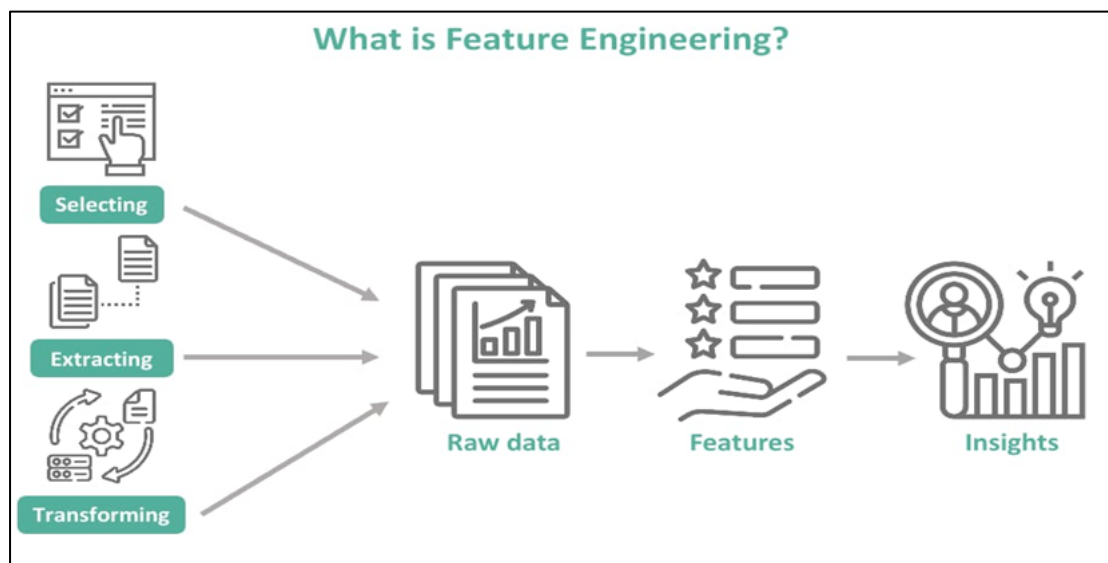 What is Feature Engineering?
Selecting
Extracting
Transforming
Raw data
Features
Insights